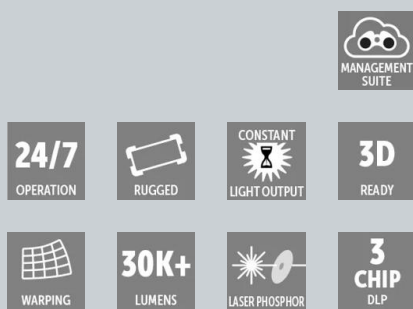 MANAGEMENT
SUITE
24/7
OPERATION
RUGGED
CONSTANT
LIGHT OUTPUT
3D
READY
WARPING
30K+
LUMENS
LASER PHOSPHOR
3
CHIP
DLP